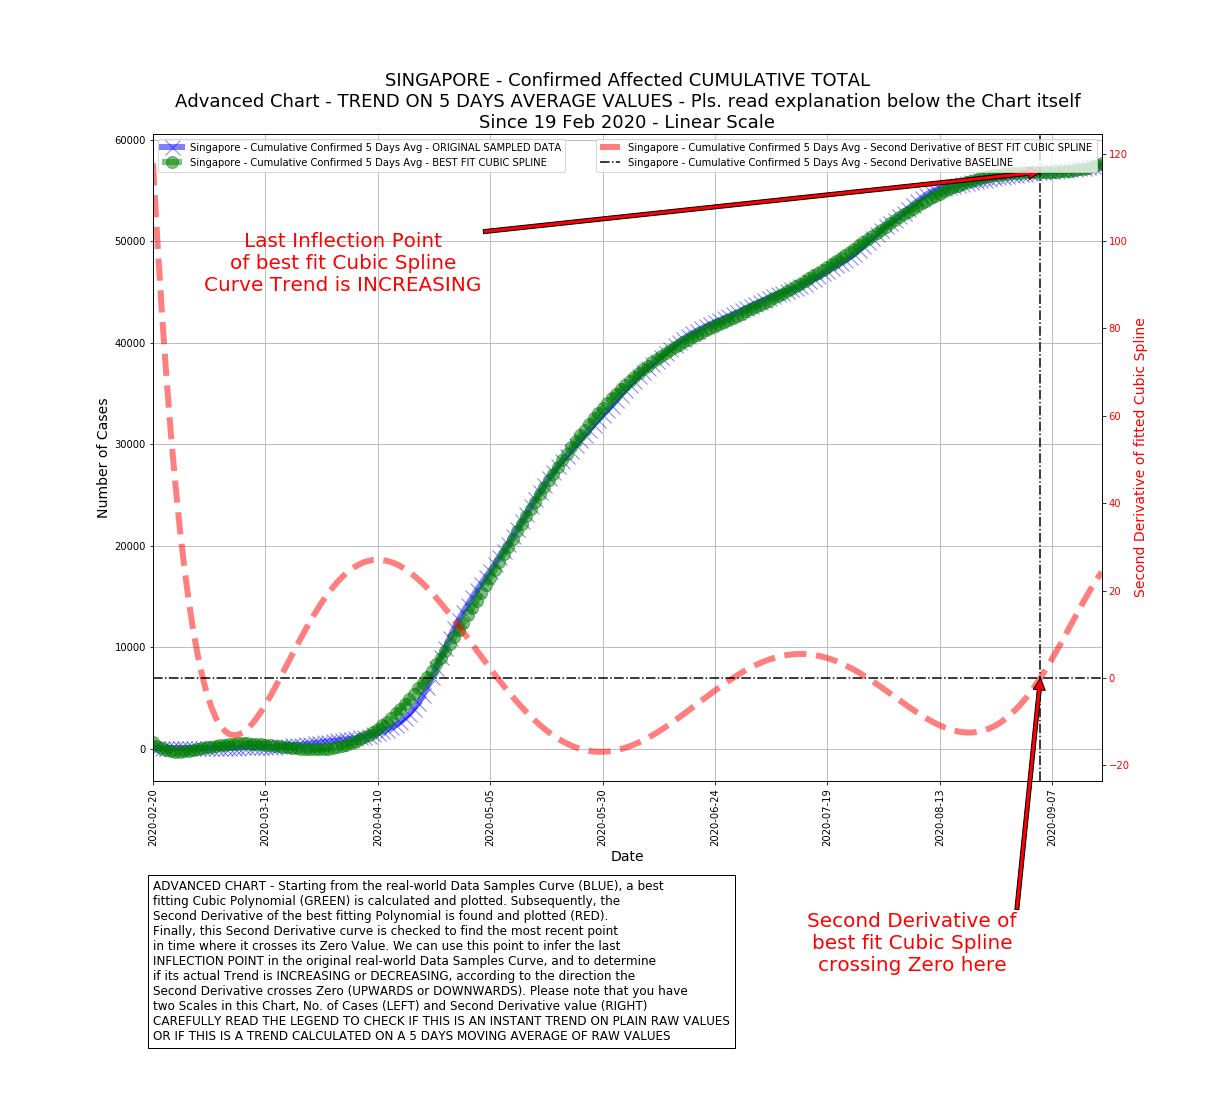 SINGAPORE - Confirmed Affected CUMULATIVE TOTAL
Advanced Chart - TREND ON 5 DAYS AVERAGE VALUES - Pls. read explanation below the Chart itself
Since 19 Feb 2020 - Linear Scale
Singapore - Cumulative Confirmed 5 Days Avg - ORIGINAL SAMPLED DATA
Singapore - Cumulative Confirmed 5 Days Avg - BEST FIT CUBIC SPLINE
Singapore - Cumulative Confirmed 5 Days Avg - Second Derivative of BEST FIT CUBIC SPLINE
Singapore - Cumulative Confirmed 5 Days Avg - Second Derivative BASELINE
Last Inflection Point
of best fit Cubic Spline
Curve Trend is INCREASING
Number of Cases
60000
50000
40000
30000
20000
10000
0
120
100
80
60
40
20
0
−20
Second Derivative of fitted Cubic Spline
2020-02-20
2020-03-16
2020-04-10
2020-05-05
2020-05-30
2020-06-24
2020-07-19
2020-08-13
2020-09-07
Date
ADVANCED CHART - Starting from the real-world Data Samples Curve (BLUE), a best
fitting Cubic Polynomial (GREEN) is calculated and plotted. Subsequently, the
Second Derivative of the best fitting Polynomial is found and plotted (RED).
Finally, this Second Derivative curve is checked to find the most recent point
in time where it crosses its Zero Value. We can use this point to infer the last
INFLECTION POINT in the original real-world Data Samples Curve, and to determine
if its actual Trend is INCREASING or DECREASING, according to the direction the
Second Derivative crosses Zero (UPWARDS or DOWNWARDS). Please note that you have
two Scales in this Chart, No. of Cases (LEFT) and Second Derivative value (RIGHT)
CAREFULLY READ THE LEGEND TO CHECK IF THIS IS AN INSTANT TREND ON PLAIN RAW VALUES
OR IF THIS IS A TREND CALCULATED ON A 5 DAYS MOVING AVERAGE OF RAW VALUES
Second Derivative of
best fit Cubic Spline
crossing Zero here